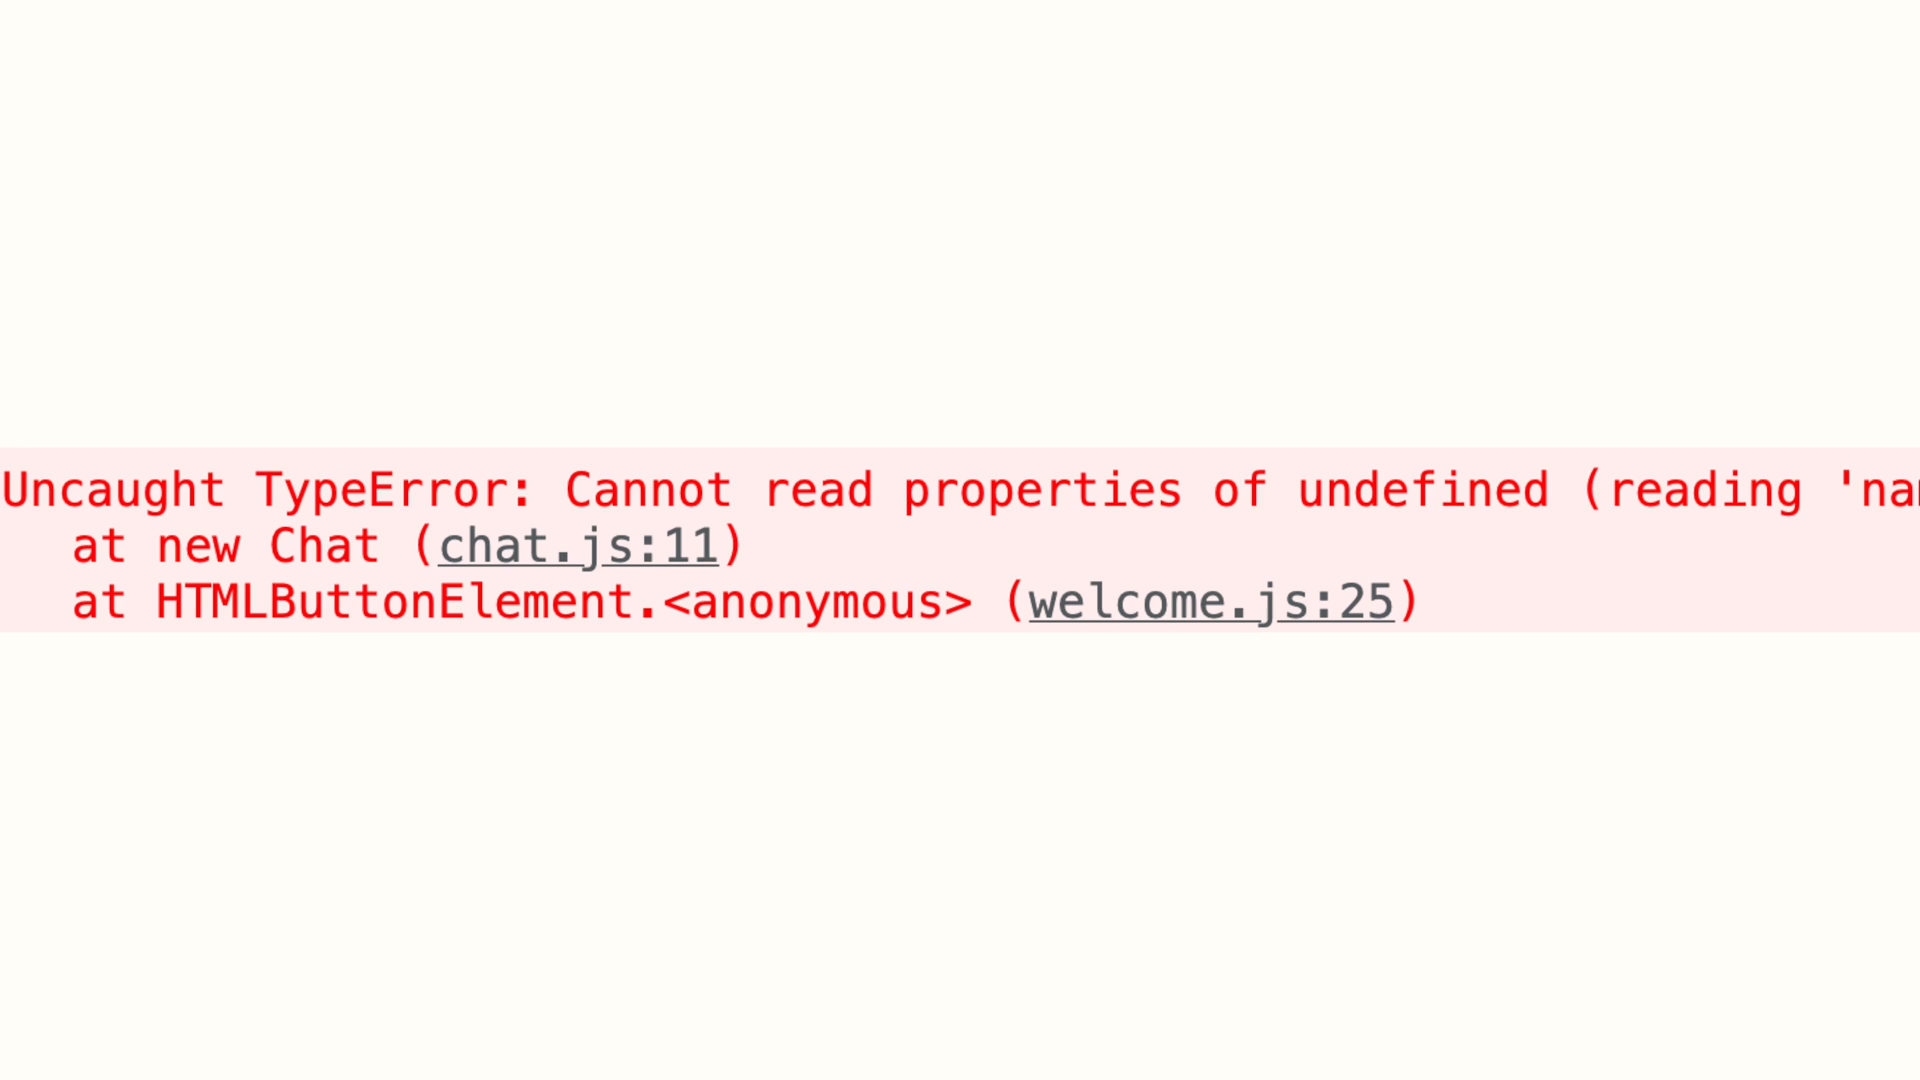 Uncaught TypeError: Cannot read properties of undefined (reading
at new Chat (chat.js:11)
at HTMLButtonElement.<anonymous> (welcome.js:25)